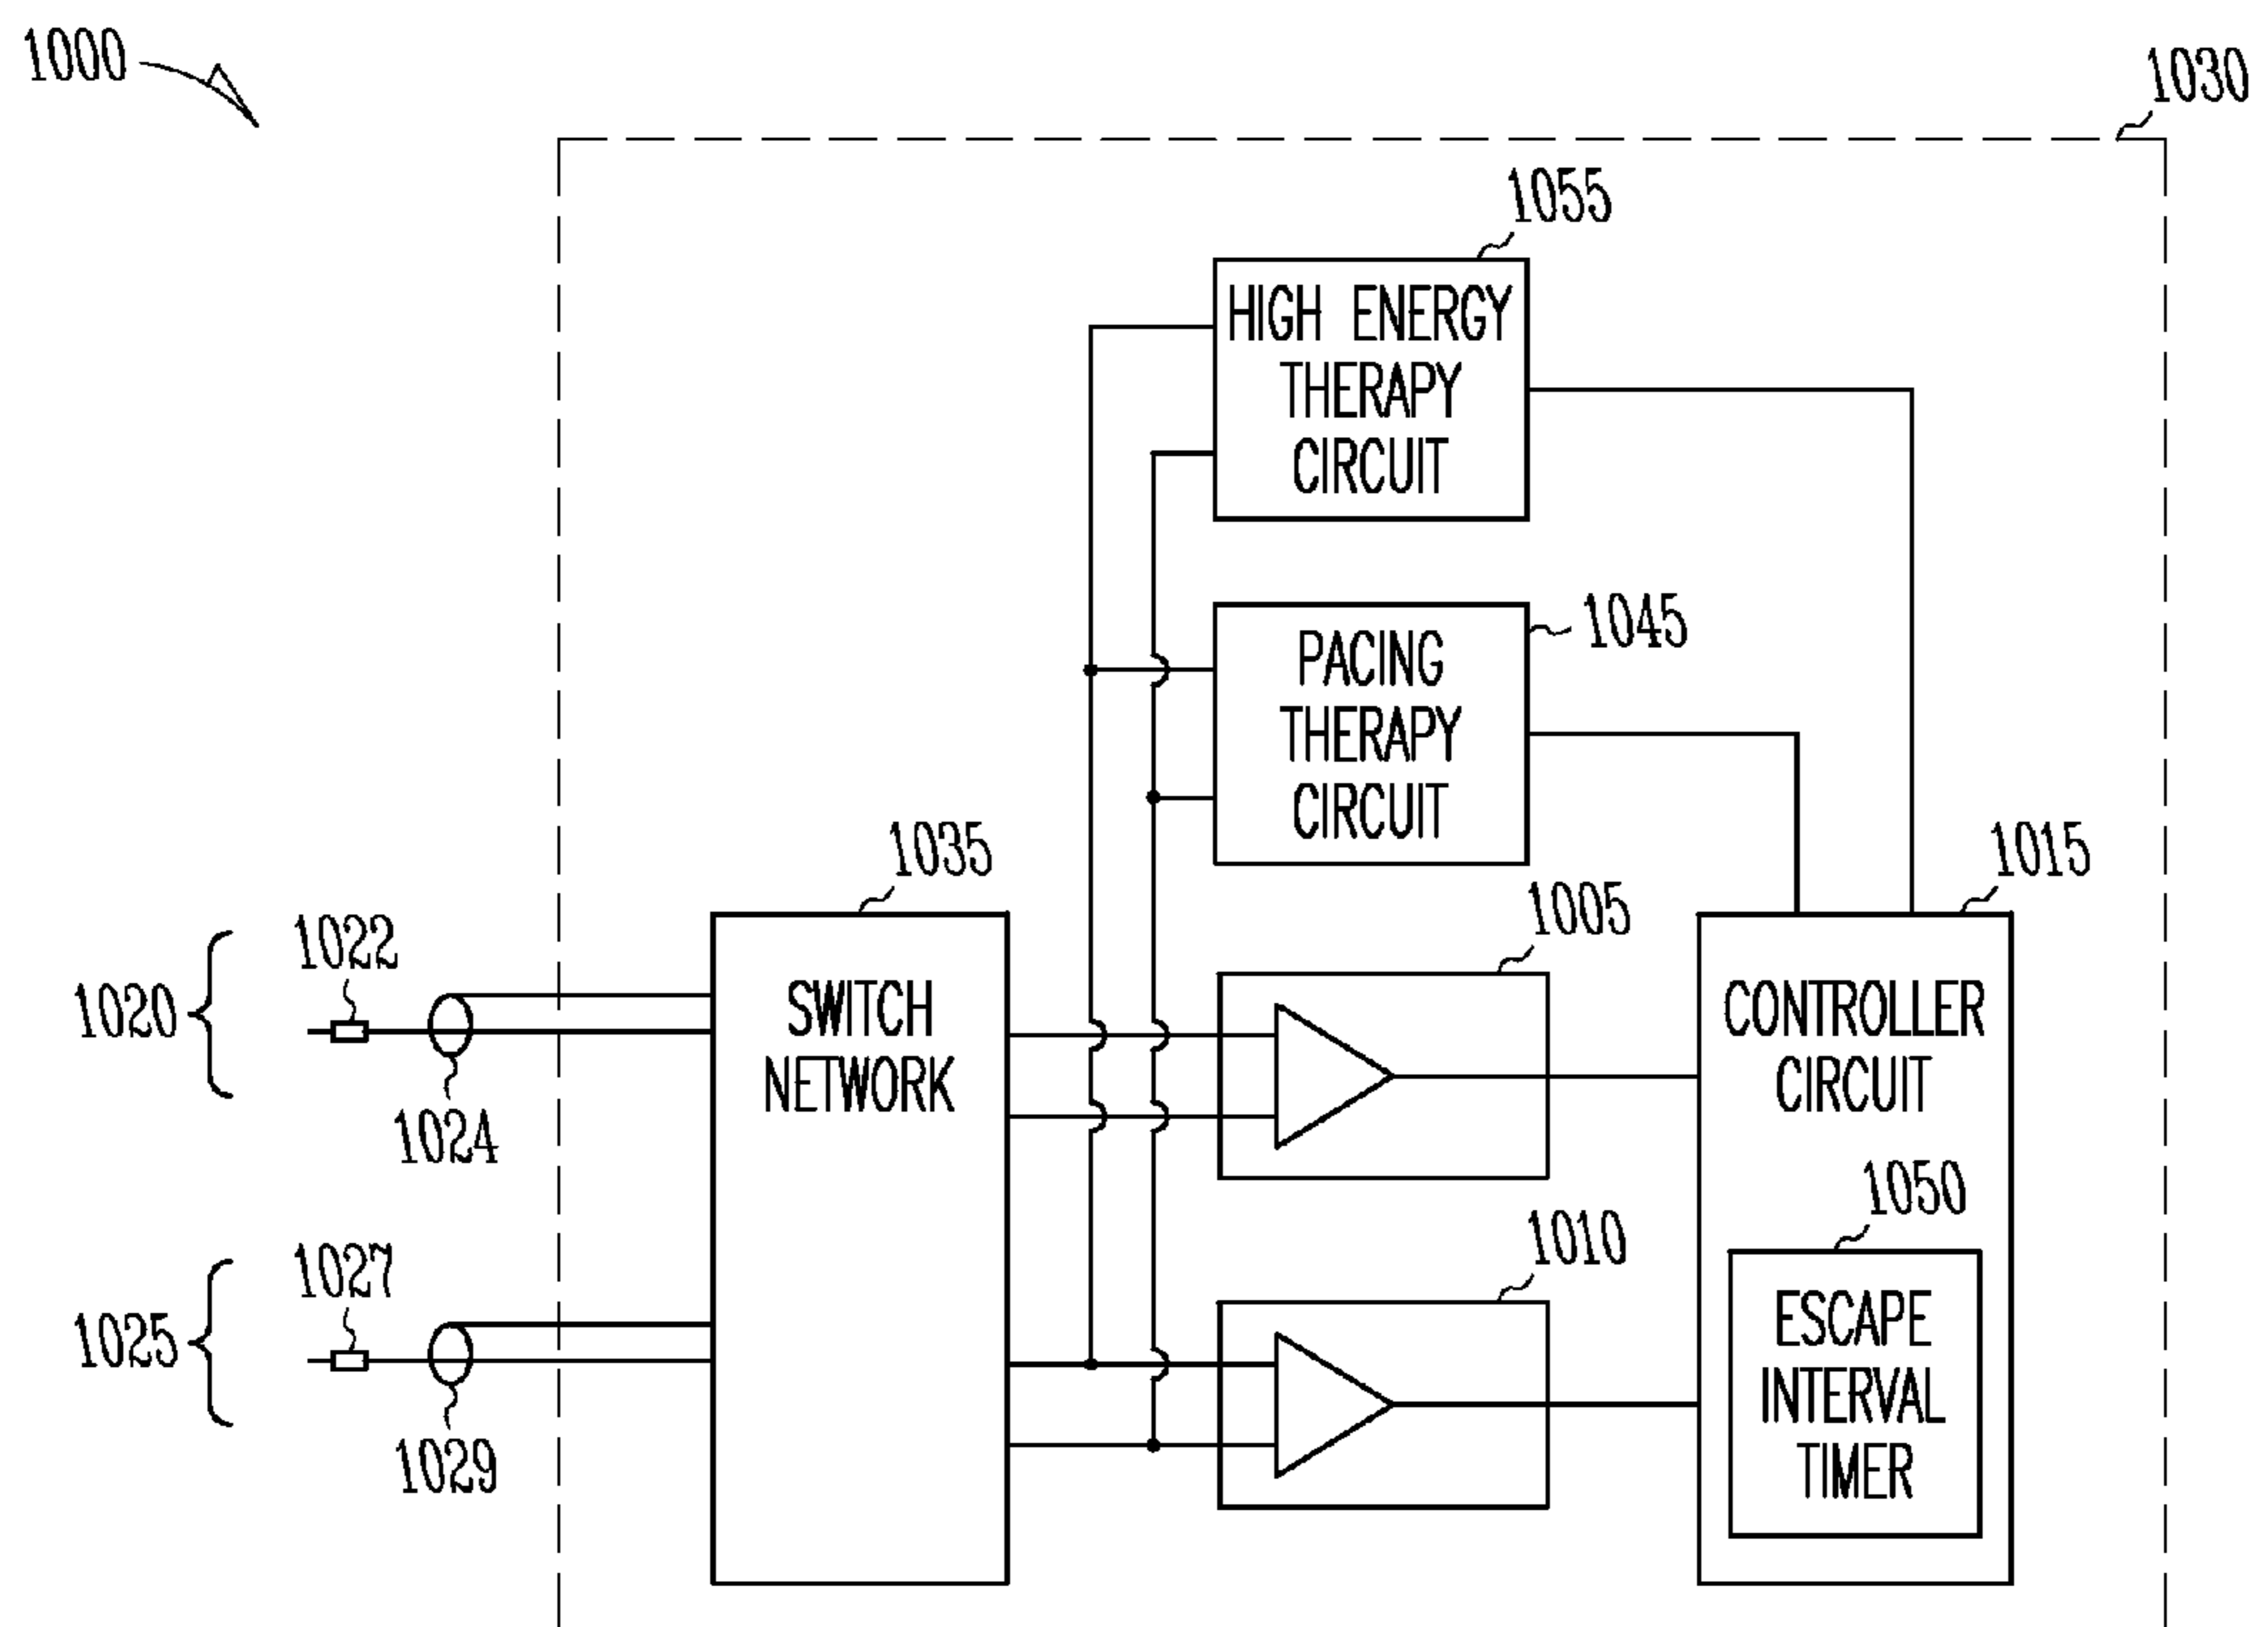 1000
1030
1055
HIGH ENERGY
THERAPY
CIRCUIT
1045
PACING
THERAPY
CIRCUIT
1035
SWITCH
NETWORK
1005
1015
CONTROLLER
CIRCUIT
1022
1020
1024
1050
ESCAPE
INTERVAL
TIMER
1010
1027
1025
1029